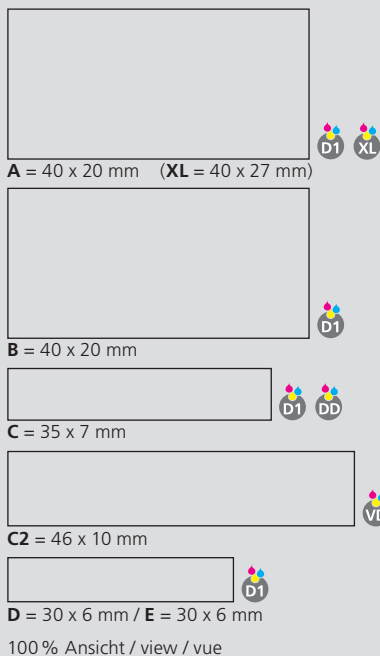 D1 XL
A = 40 x 20 mm (XL = 40 x 27 mm)
D1
B = 40 x 20 mm
D1 DD
C = 35 x 7 mm
C2 = 46 x 10 mm
D1
D = 30 x 6 mm / E = 30 x 6 mm
100 % Ansicht / view / vue